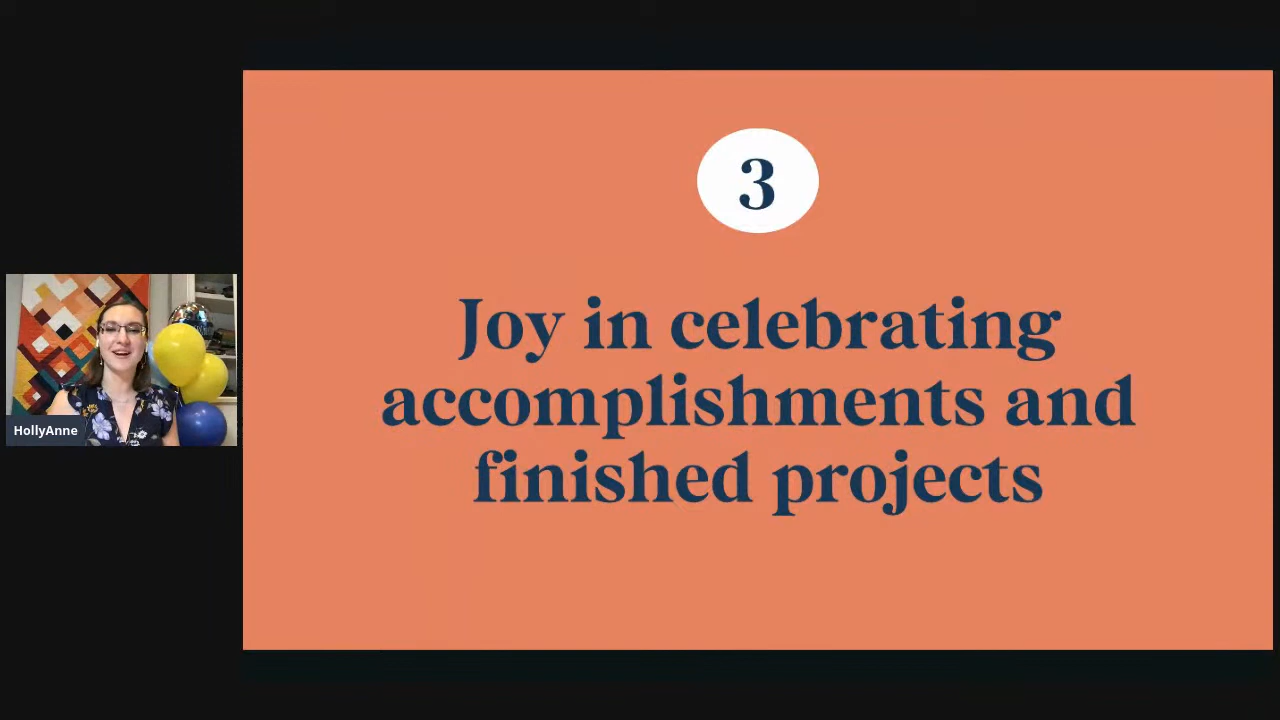 3
Joy in celebrating
accomplishments and
finished projects
HollyAnne